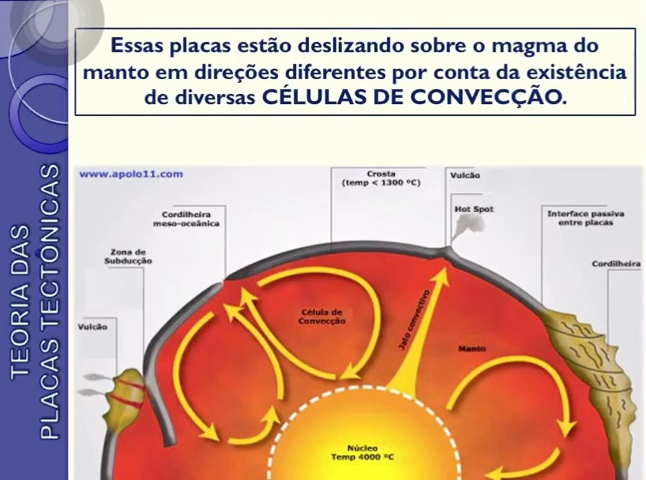 Essas placas estão deslizando sobre o magma do
manto em direções diferentes por conta da existência
de diversas CÉLULAS DE CONVECÇÃO.
TEORIA DAS
PLACAS TECTÔNICAS
www.apolo11.com
Crosta
(temp < 1300 ºC)
Vulcão
Hot Spot
Interface passiva
entre placas
Cordilheira
meso-oceânica
Zona de
Subducção
Cordilheira
Vulcão
Célula de
Convecção
Jato convectivo
Manto
Núcleo
Temp 4000 ºC